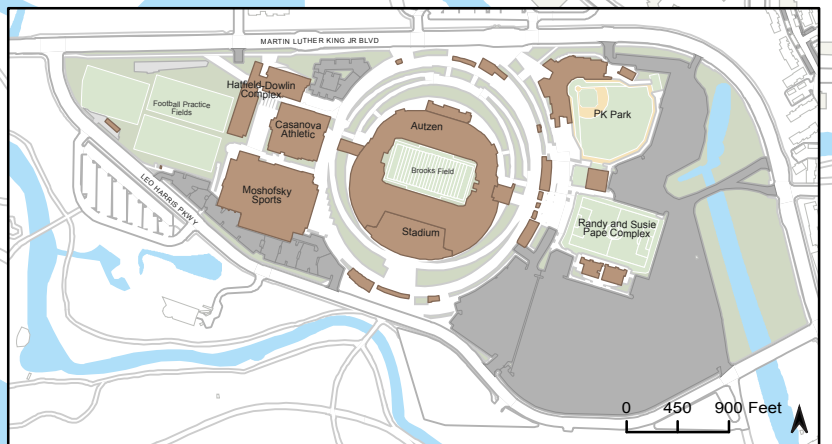 MARTIN LUTHER KING JR BLVD
Hatfield-Dowlin
Complex
Football Practice
Fields
Casanova
Athletic
Autzen
PK Park
Brooks Field
Moshofsky
Sports
LEO HARRIS PKWY
Stadium
Randy and Susie
Pape Complex
0 450 900 Feet